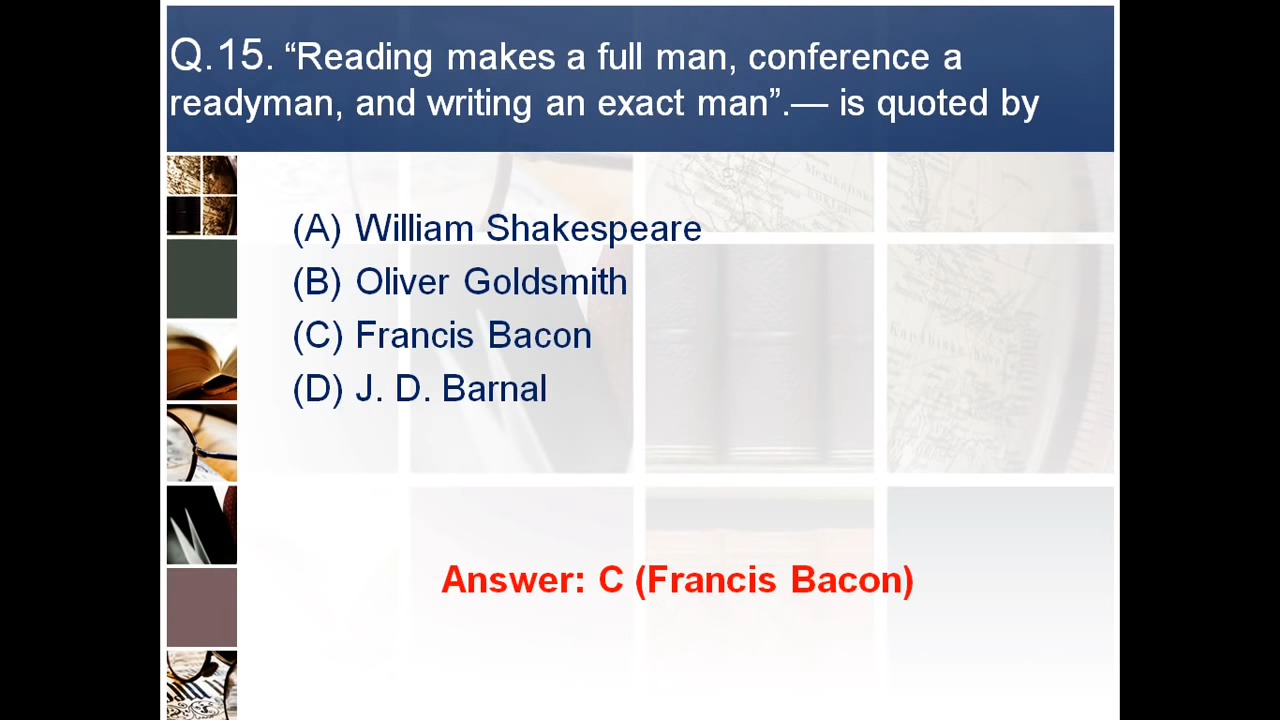 Q.15. “Reading makes a full man, conference a
readyman, and writing an exact man”.— is quoted by
(A) William Shakespeare
(B) Oliver Goldsmith
(C) Francis Bacon
(D) J. D. Barnal
Answer: C (Francis Bacon)